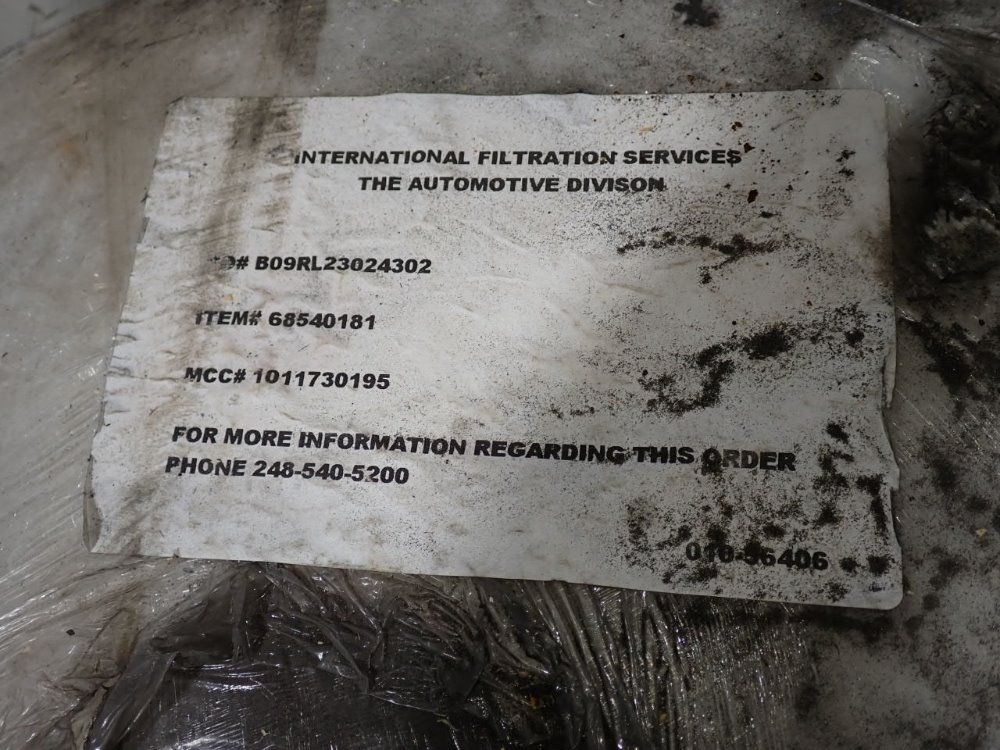 INTERNATIONAL FILTRATION SERVICES
THE AUTOMOTIVE DIVISON
B09RL23024302
ITEM# 68540181
MCC# 1011730195
FOR MORE INFORMATION REGARDING THIS ORDER
PHONE 248-540-5200